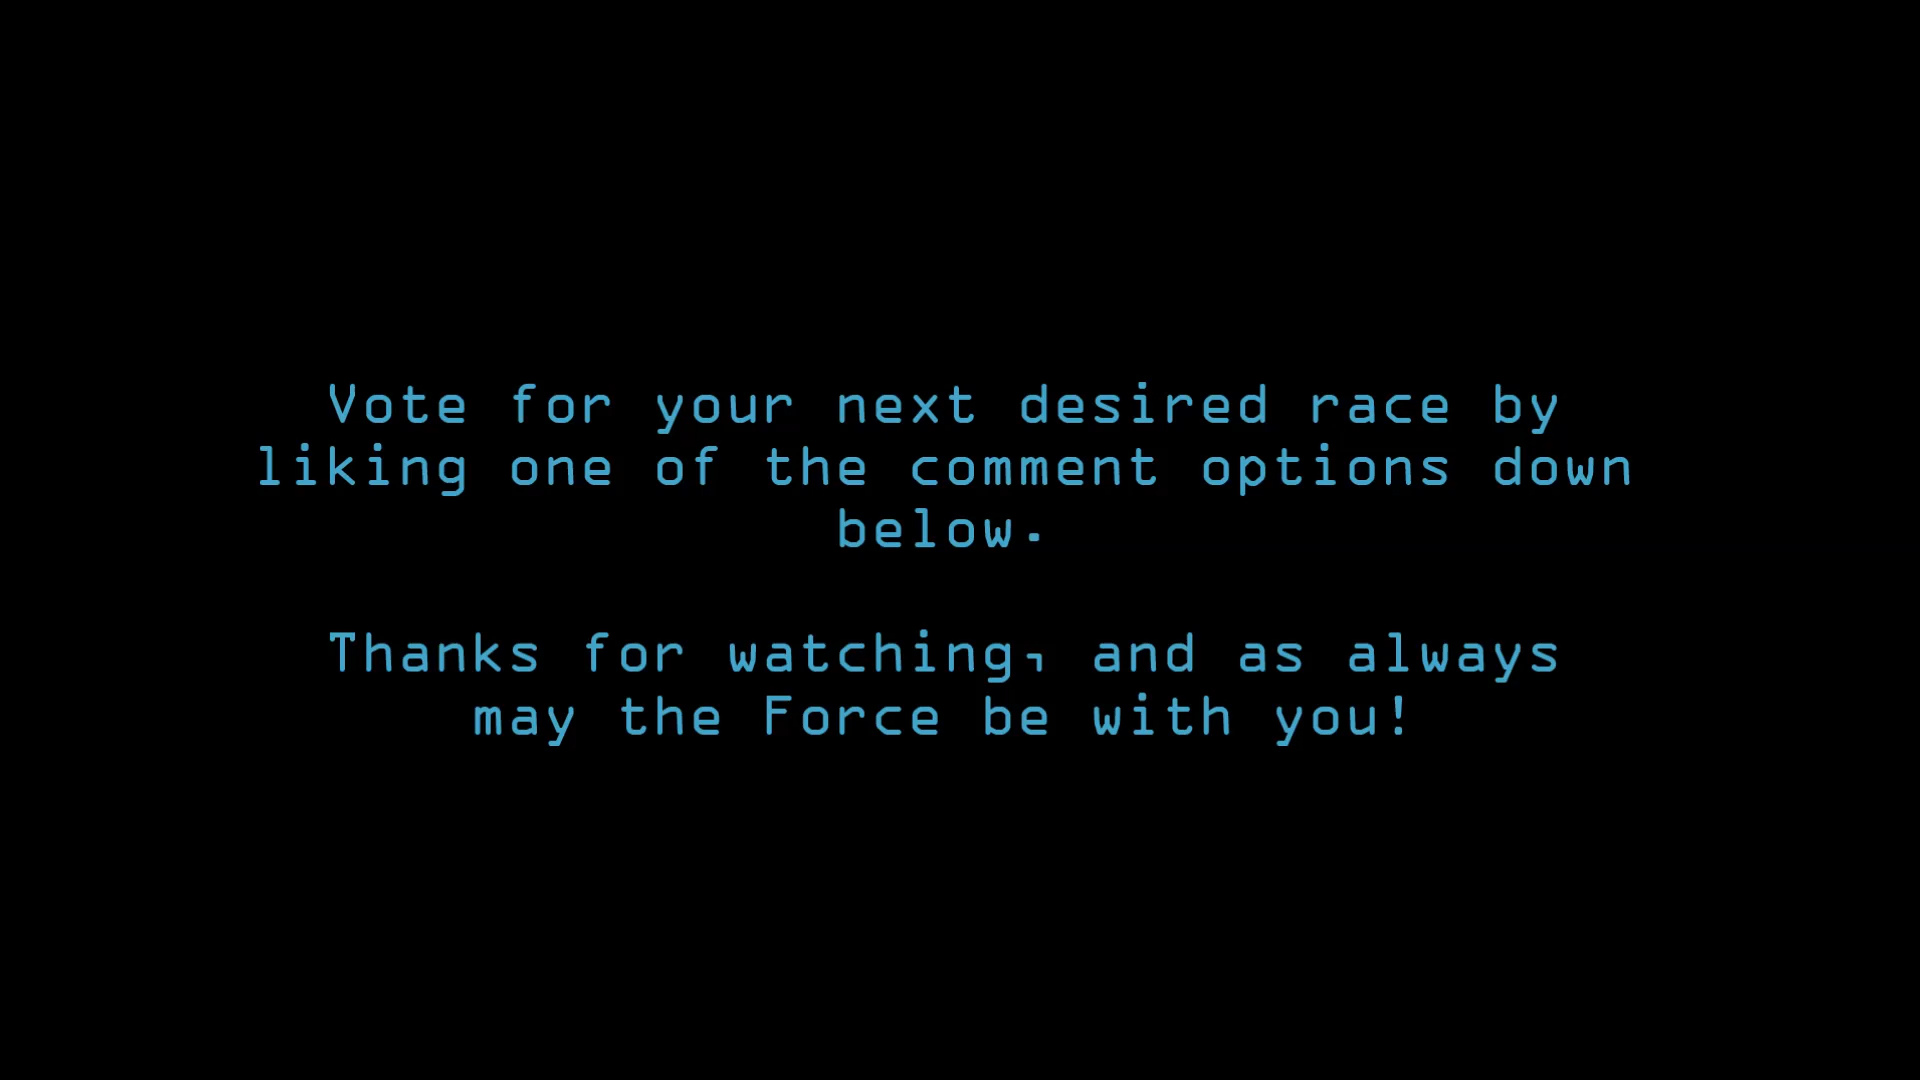 Vote for your next desired race by
liking one of the comment options down
below.
Thanks for watching, and as always
may the Force be with you!